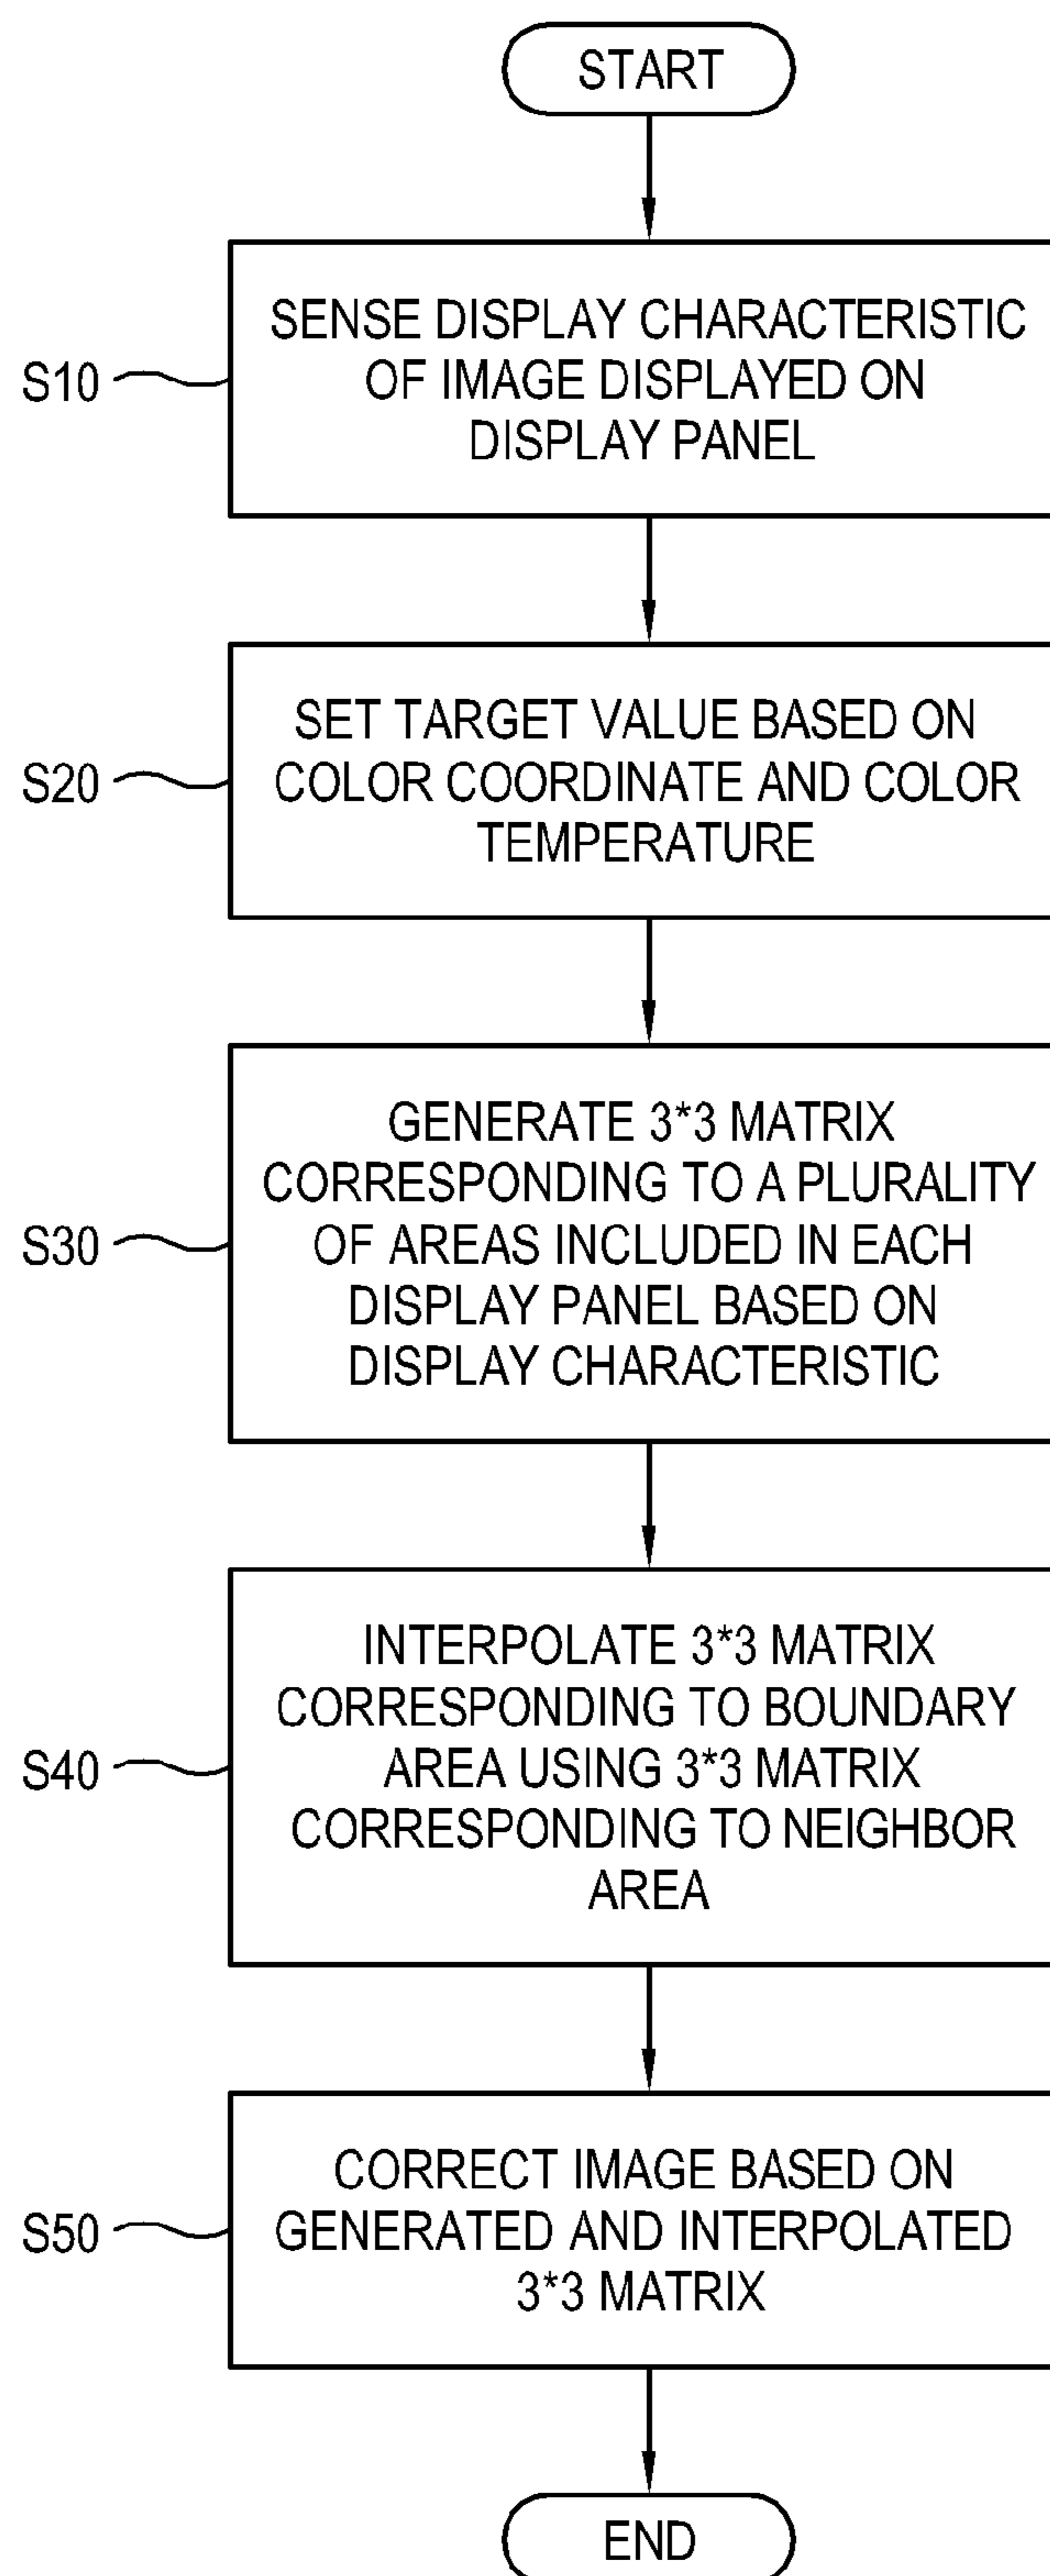 START
S10
SENSE DISPLAY CHARACTERISTIC
OF IMAGE DISPLAYED ON
DISPLAY PANEL
S20
SET TARGET VALUE BASED ON
COLOR COORDINATE AND COLOR
TEMPERATURE
S30
GENERATE 3*3 MATRIX
CORRESPONDING TO A PLURALITY
OF AREAS INCLUDED IN EACH
DISPLAY PANEL BASED ON
DISPLAY CHARACTERISTIC
S40
INTERPOLATE 3*3 MATRIX
CORRESPONDING TO BOUNDARY
AREA USING 3*3 MATRIX
CORRESPONDING TO NEIGHBOR
AREA
S50
CORRECT IMAGE BASED ON
GENERATED AND INTERPOLATED
3*3 MATRIX
END